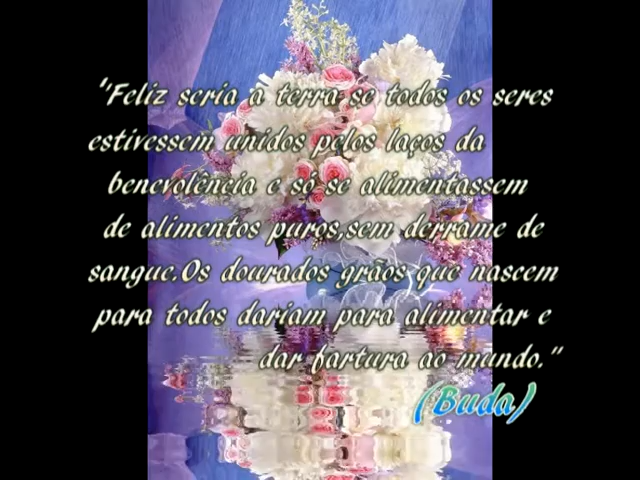 "Feliz seria a terra se todos os seres
estivessem unidos pelos laços da
benevolência e só se alimentassem
de alimentos puros,sem derrame de
sangue.Os dourados grãos que nascem
para todos dariam para alimentar e
dar fartura ao mundo."
(Buda)